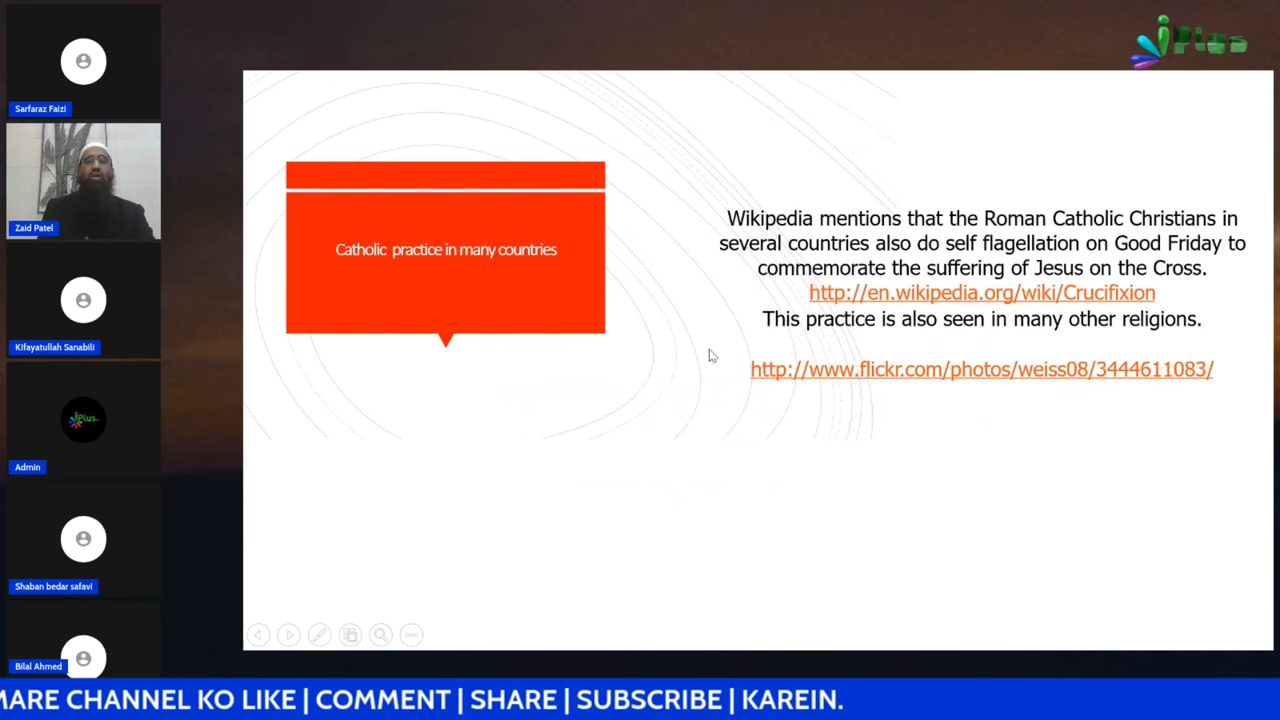 iPlus
Sarfaraz Faizi
Zaid Patel
Kifayatullah Sanabili
iPlus
Admin
Shaban bedar safavi
Bilal Ahmed
Catholic practice in many countries
Wikipedia mentions that the Roman Catholic Christians in
several countries also do self flagellation on Good Friday to
commemorate the suffering of Jesus on the Cross.
http://en.wikipedia.org/wiki/Crucifixion
This practice is also seen in many other religions.
http://www.flickr.com/photos/weiss08/3444611083/
MARE CHANNEL KO LIKE | COMMENT | SHARE | SUBSCRIBE | KAREIN.